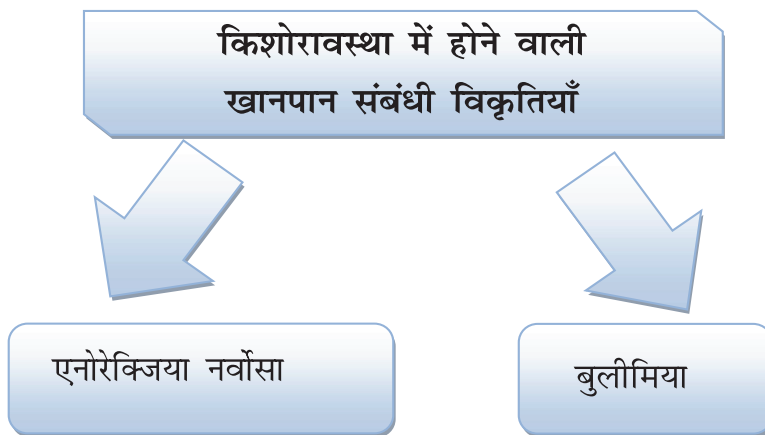 किशोरावस्था में होने वाली
खानपान संबंधी विकृतियाँ
एनोरेक्जिया नर्वोसा
बुलीमिया